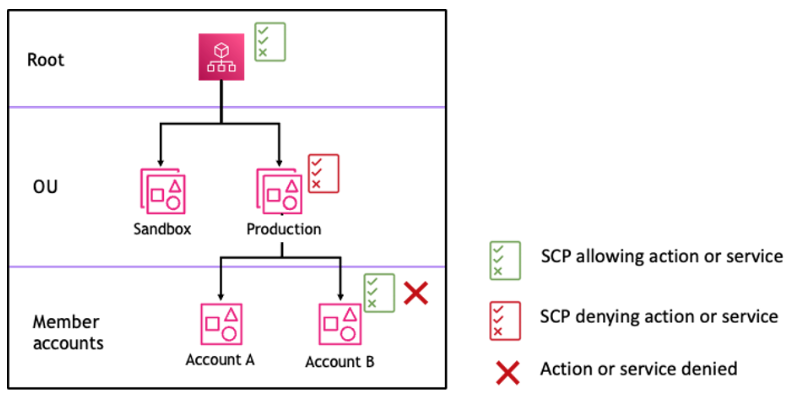 Root
OU
Sandbox
Production
SCP allowing action or service
SCP denying action or service
Member
accounts
Account A
Account B
Action or service denied